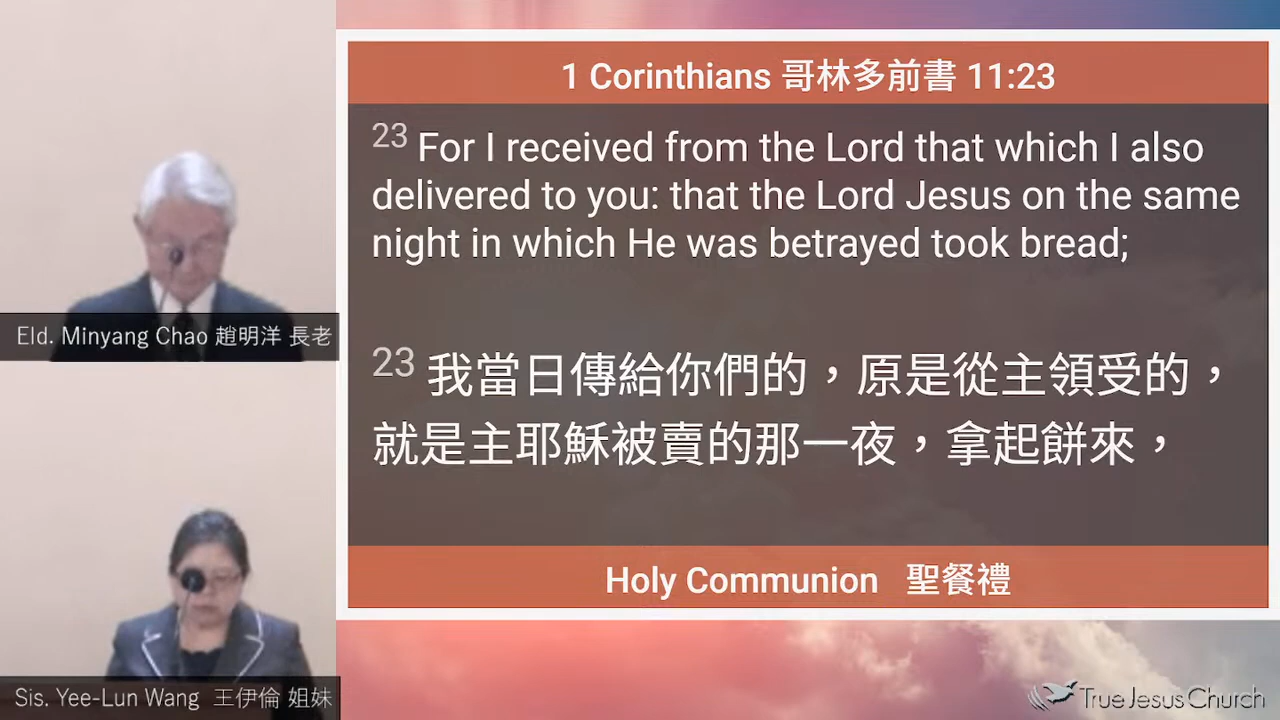 1 Corinthians 哥林多前書 11:23
23 For I received from the Lord that which I also
delivered to you: that the Lord Jesus on the same
night in which He was betrayed took bread;
23 我當日傳給你們的，原是從主領受的，
就是主耶穌被賣的那一夜，拿起餅來，
Holy Communion 聖餐禮
Eld. Minyang Chao 趙明洋 長老
Sis. Yee-Lun Wang 王伊倫 姐妹
True Jesus Church